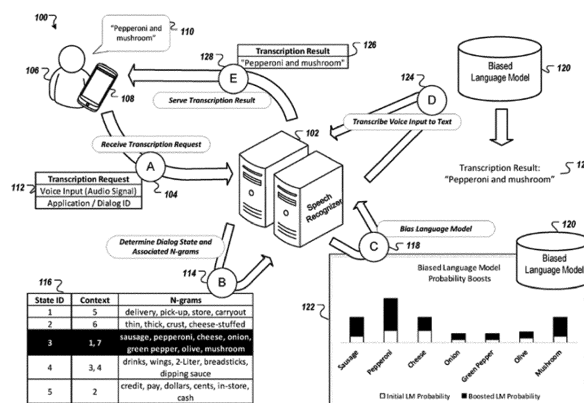 100
"Pepperoni and
mushroom"
110
106
108
128
E
Transcription Result
"Pepperoni and mushroom"
126
Serve Transcription Result
124
D
Transcribe Voice Input to Text
Biased
Language Model
120
Transcription Result:
"Pepperoni and mushroom"
12
Receive Transcription Request
A
104
112
Transcription Request
Voice Input (Audio Signal)
Application / Dialog ID
102
Speech
Recognizer
Determine Dialog State and
Associated N-grams
114
B
Bias Language Model
C
118
120
Biased
Language Model
116
State ID Context N-grams
1 5 delivery, pick-up, store, carryout
2 6 thin, thick, crust, cheese-stuffed
3 1, 7 sausage, pepperoni, cheese, onion,
green pepper, olive, mushroom
4 3, 4 drinks, wings, 2-Liter, breadsticks,
dipping sauce
5 2 credit, pay, dollars, cents, in-store,
cash
122
Biased Language Model
Probability Boosts
Sausage
Pepperoni
Cheese
Onion
Green Pepper
Olive
Mushroom
Initial LM Probability Boosted LM Probability